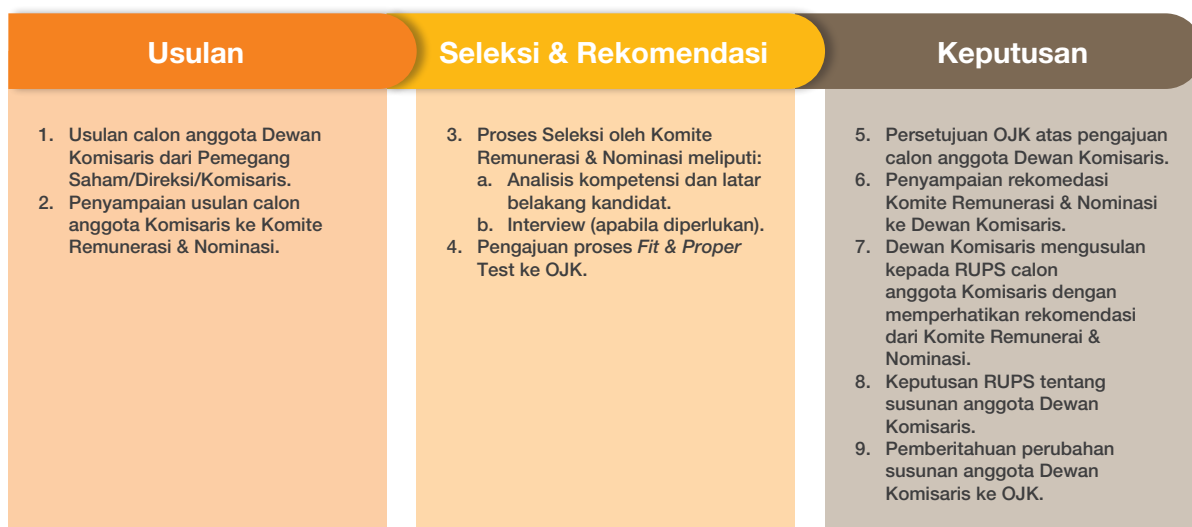 Usulan
1. Usulan calon anggota Dewan
Komisaris dari Pemegang
Saham/Direksi/Komisaris.
2. Penyampaian usulan calon
anggota Komisaris ke Komite
Remunerasi & Nominasi.
Seleksi & Rekomendasi
3. Proses Seleksi oleh Komite
Remunerasi & Nominasi meliputi:
a. Analisis kompetensi dan latar
belakang kandidat.
b. Interview (apabila diperlukan).
4. Pengajuan proses Fit & Proper
Test ke OJK.
Keputusan
5. Persetujuan OJK atas pengajuan
calon anggota Dewan Komisaris.
6. Penyampaian rekomedasi
Komite Remunerasi & Nominasi
ke Dewan Komisaris.
7. Dewan Komisaris mengusulan
kepada RUPS calon
anggota Komisaris dengan
memperhatikan rekomendasi
dari Komite Remunerai &
Nominasi.
8. Keputusan RUPS tentang
susunan anggota Dewan
Komisaris.
9. Pemberitahuan perubahan
susunan anggota Dewan
Komisaris ke OJK.